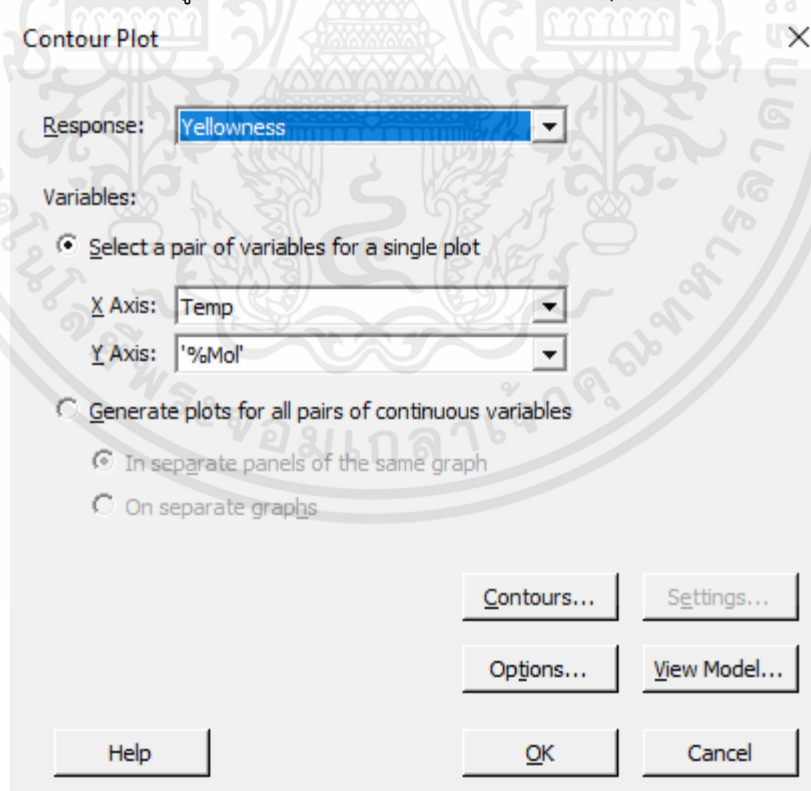 Contour Plot
Response: Yellowness
Variables:
Select a pair of variables for a single plot
X Axis: Temp
Y Axis: '%Mol'
Generate plots for all pairs of continuous variables
In separate panels of the same graph
On separate graphs
Contours... Settings...
Options... View Model...
Help OK Cancel